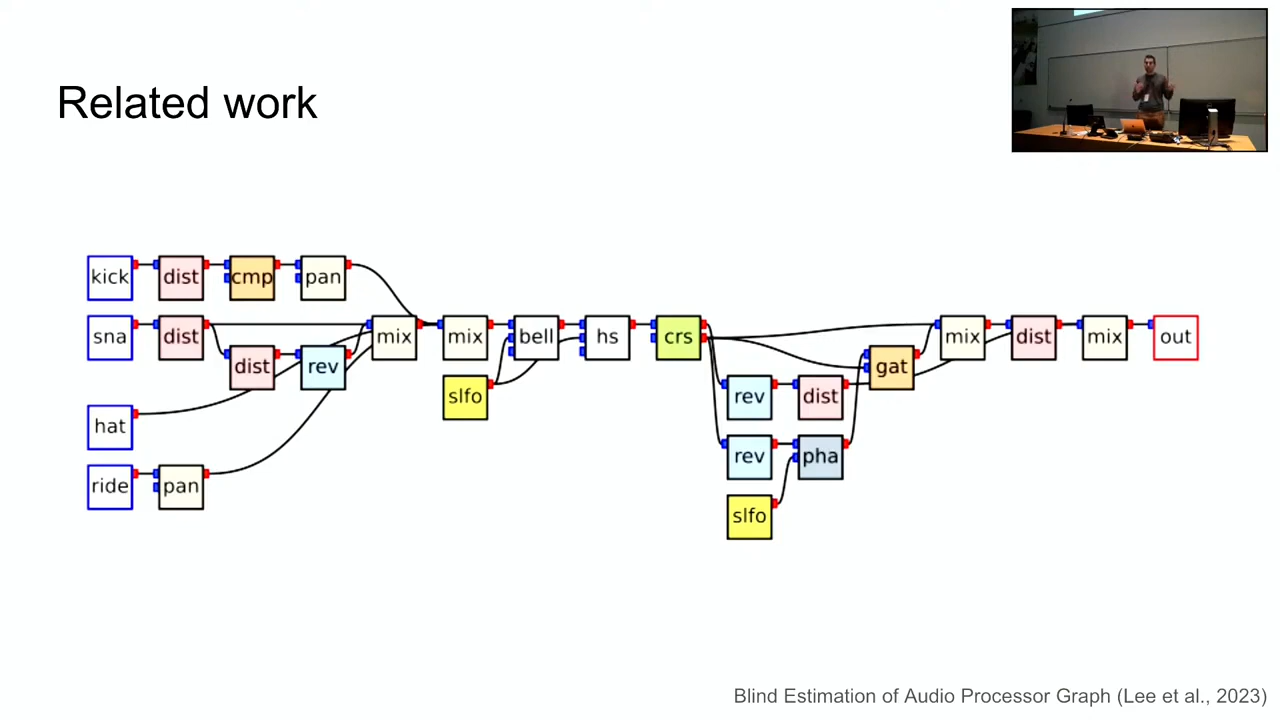 Related work
kick dist cmp pan
sna dist mix mix bell hs crs mix dist mix out
dist rev gat
slfo rev dist
hat
rev pha
ride pan
slfo
Blind Estimation of Audio Processor Graph (Lee et al., 2023)